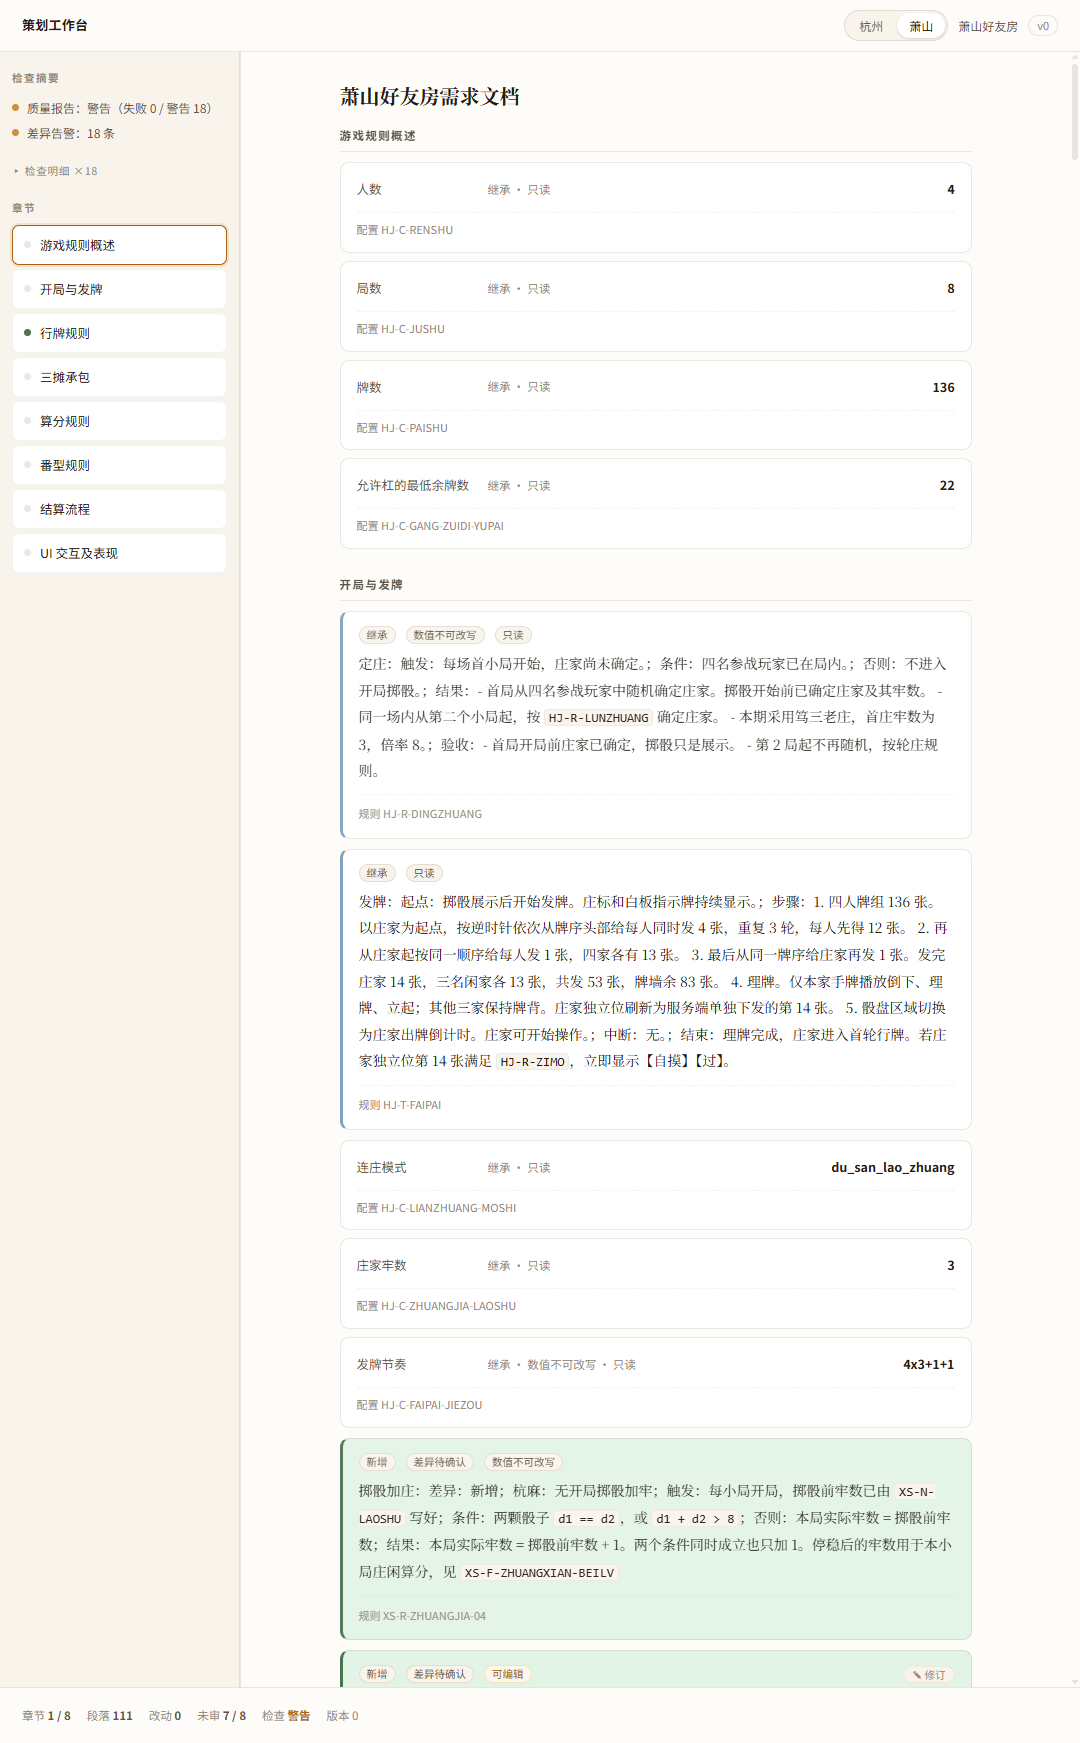 策划工作台
杭州
萧山
萧山好友房
v0
检查摘要
质量报告：警告（失败 0 / 警告 18）
差异告警：18 条
▸ 检查明细 ×18
章节
游戏规则概述
开局与发牌
行牌规则
三摊承包
算分规则
番型规则
结算流程
UI 交互及表现
萧山好友房需求文档
游戏规则概述
人数 继承 • 只读 4
配置 HJ-C-RENSHU
局数 继承 • 只读 8
配置 HJ-C-JUSHU
牌数 继承 • 只读 136
配置 HJ-C-PAISHU
允许杠的最低余牌数 继承 • 只读 22
配置 HJ-C-GANG-ZUIDI-YUPAI
开局与发牌
继承 数值不可改写 只读
定庄：触发：每场首小局开始，庄家尚未确定。；条件：四名参战玩家已在局内。；否则：不进入
开局掷骰。；结果：- 首局从四名参战玩家中随机确定庄家。掷骰开始前已确定庄家及其牢数。 -
同一场内从第二个小局起，按 HJ-R-LUNZHUANG 确定庄家。 - 本期采用笃三老庄，首庄牢数为
3，倍率 8。；验收：- 首局开局前庄家已确定，掷骰只是展示。 - 第 2 局起不再随机，按轮庄规
则。
规则 HJ-R-DINGZHUANG
继承 只读
发牌：起点：掷骰展示后开始发牌。庄标和白板指示牌持续显示。；步骤：1. 四人牌组 136 张。
以庄家为起点，按逆时针依次从牌序头部给每人同时发 4 张，重复 3 轮，每人先得 12 张。 2. 再
从庄家起按同一顺序给每人发 1 张，四家各有 13 张。 3. 最后从同一牌序给庄家再发 1 张。发完
庄家 14 张，三名闲家各 13 张，共发 53 张，牌墙余 83 张。 4. 理牌。仅本家手牌播放倒下、理
牌、立起；其他三家保持牌背。庄家独立位刷新为服务端单独下发的第 14 张。 5. 骰盘区域切换
为庄家出牌倒计时。庄家可开始操作。；中断：无。；结束：理牌完成，庄家进入首轮行牌。若庄
家独立位第 14 张满足 HJ-R-ZIMO，立即显示【自摸】【过】。
规则 HJ-T-FAIPAI
连庄模式 继承 • 只读 du_san_lao_zhuang
配置 HJ-C-LIANZHUANG-MOSHI
庄家牢数 继承 • 只读 3
配置 HJ-C-ZHUANGJIA-LAOSHU
发牌节奏 继承 • 数值不可改写 • 只读 4x3+1+1
配置 HJ-C-FAIPAI-JIEZOU
新增 差异待确认 数值不可改写
掷骰加庄：差异：新增；杭麻：无开局掷骰加牢；触发：每小局开局，掷骰前牢数已由 XS-N-
LAOSHU 写好；条件：两颗骰子 d1 == d2 ，或 d1 + d2 > 8 ；否则：本局实际牢数 = 掷骰前牢
数；结果：本局实际牢数 = 掷骰前牢数 + 1。两个条件同时成立也只加 1。停稳后的牢数用于本小
局庄闲算分，见 XS-F-ZHUANGXIAN-BEILV
规则 XS-R-ZHUANGJIA-04
新增 差异待确认 可编辑 修订
章节 1 / 8 段落 111 改动 0 未审 7 / 8 检查 警告 版本 0